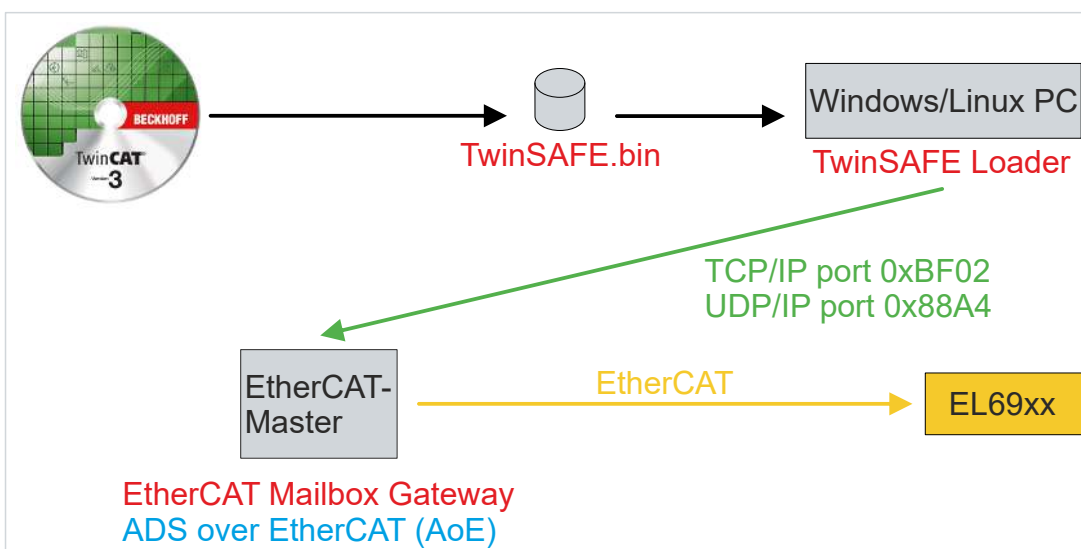 BECKHOFF
TwinCAT
Version 3
TwinSAFE.bin
Windows/Linux PC
TwinSAFE Loader
TCP/IP port 0xBF02
UDP/IP port 0x88A4
EtherCAT-
Master
EtherCAT
EL69xx
EtherCAT Mailbox Gateway
ADS over EtherCAT (AoE)